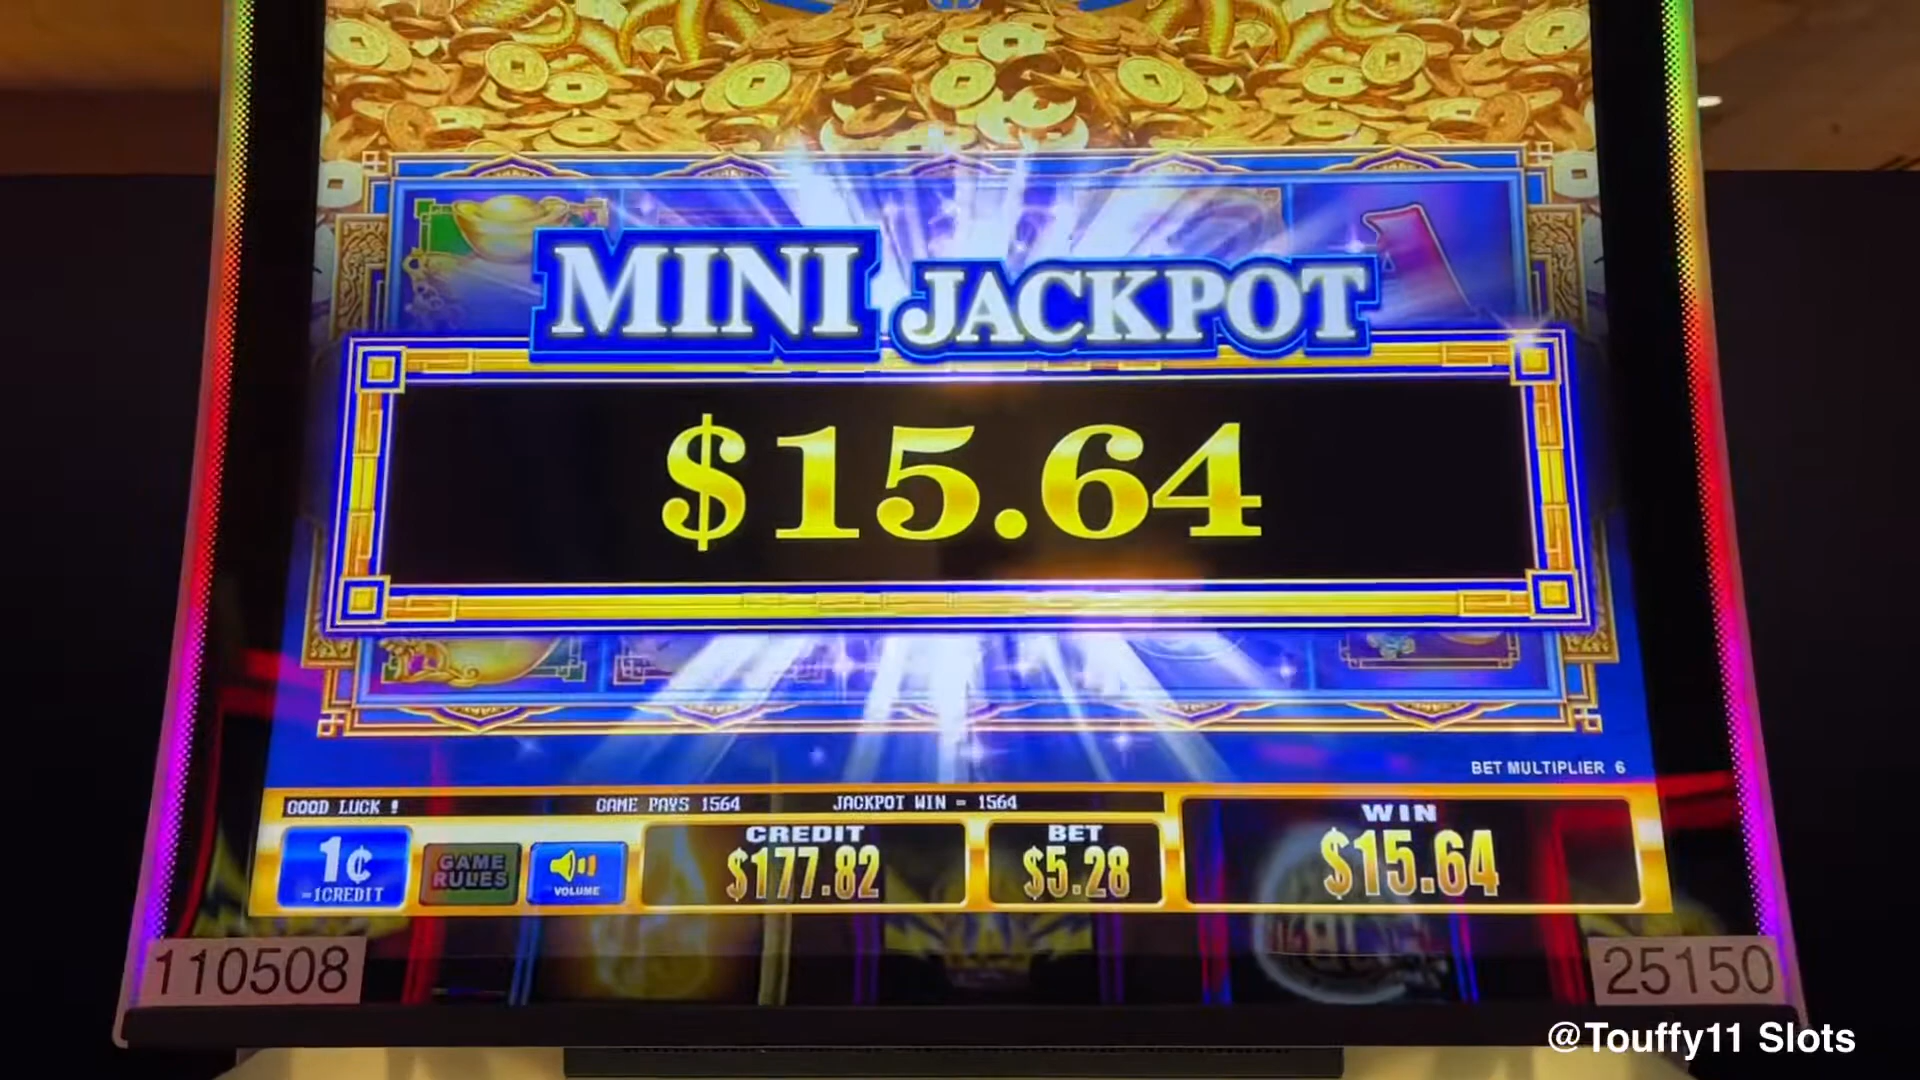 MINI JACKPOT
$15.64
BET MULTIPLIER 6
GOOD LUCK !
GAME PAYS 1564
JACKPOT WIN = 1564
1¢
=1CREDIT
GAME RULES
VOLUME
CREDIT
$177.82
BET
$5.28
WIN
$15.64
110508
25150
@Touffy11 Slots